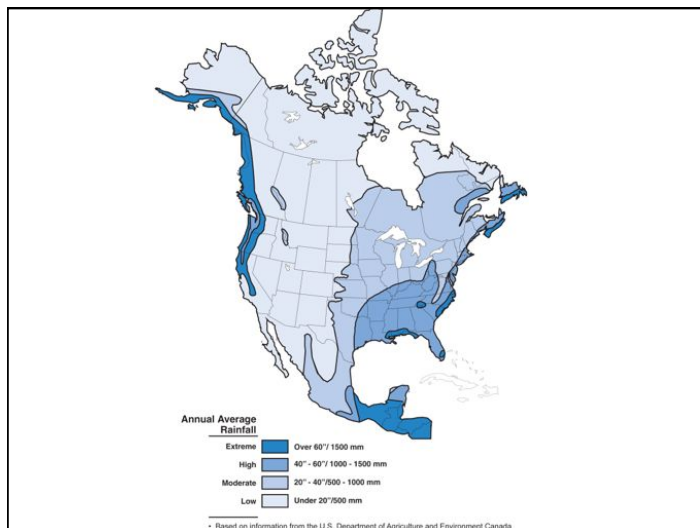 Annual Average
Rainfall
Extreme Over 60"/ 1500 mm
High 40" - 60"/ 1000 - 1500 mm
Moderate 20" - 40"/500 - 1000 mm
Low Under 20"/500 mm
• Based on information from the U.S. Department of Agriculture and Environment Canada